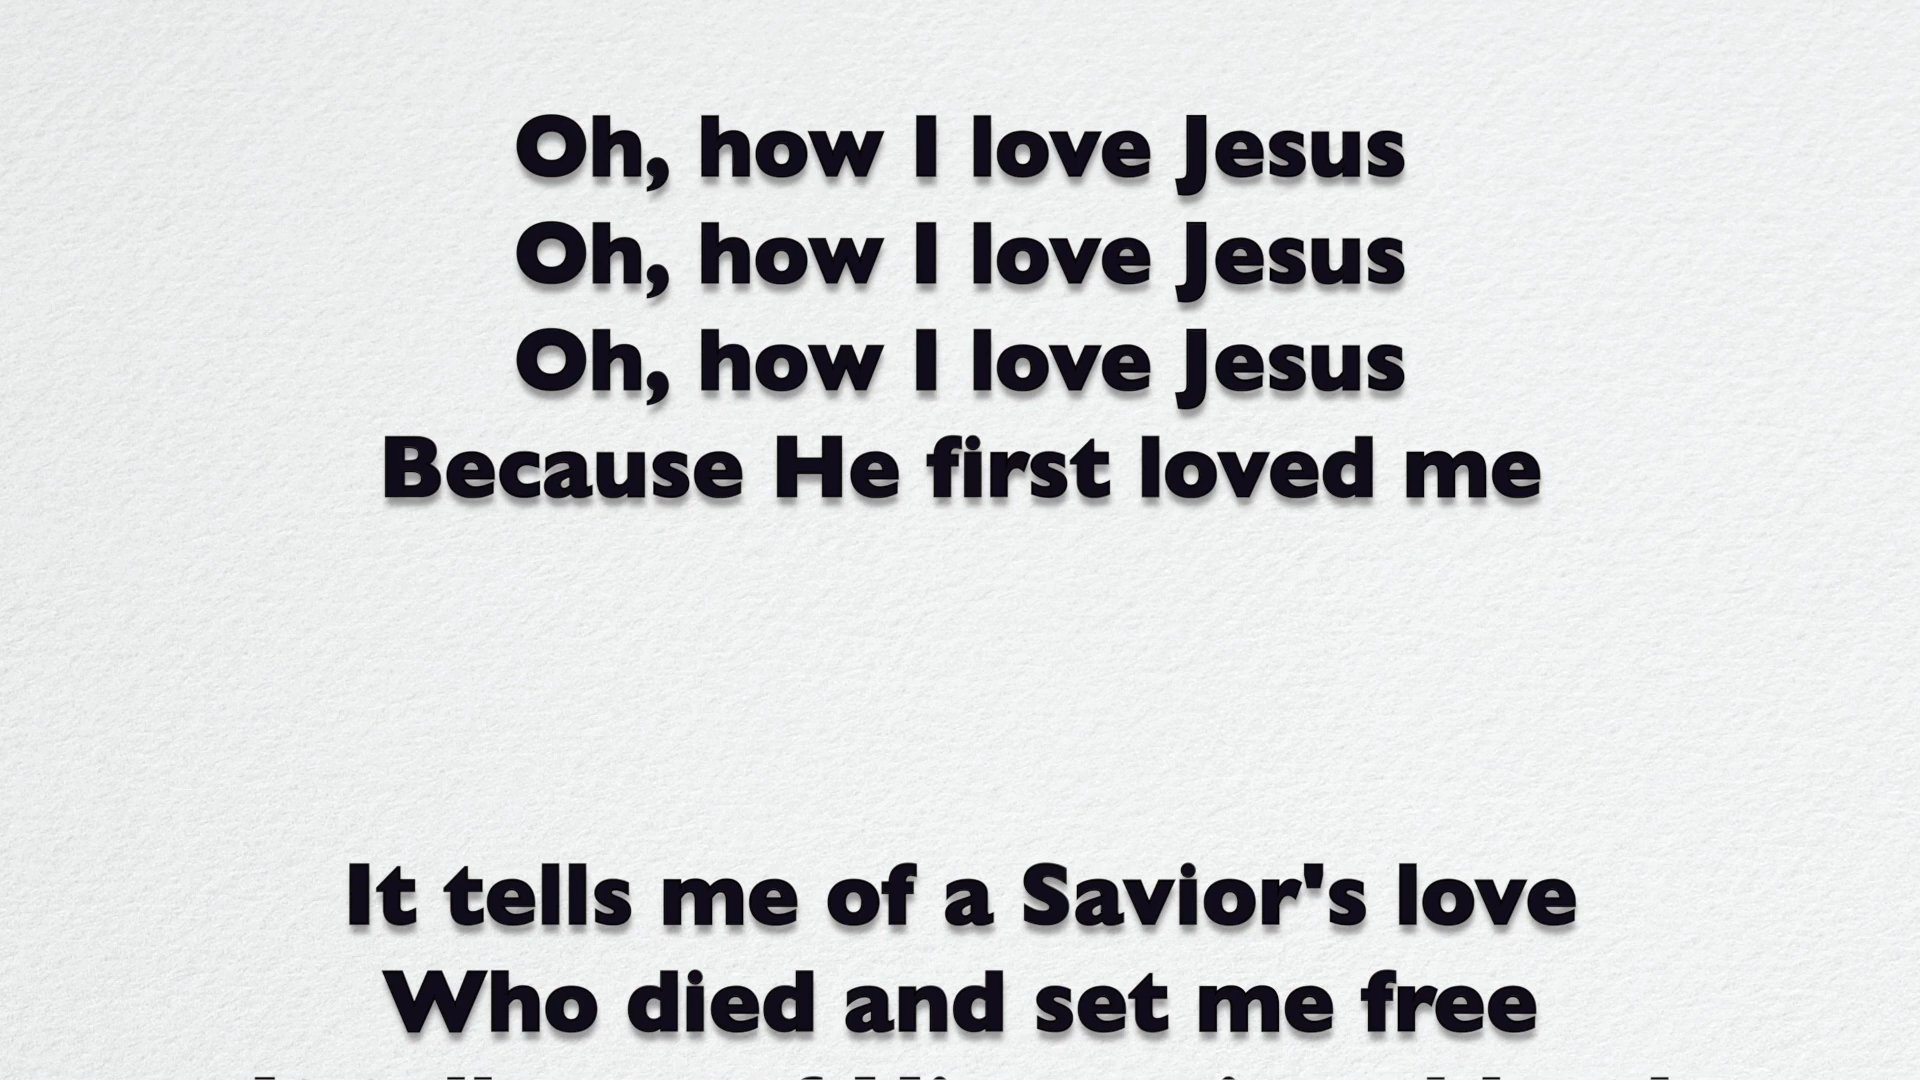 Oh, how I love Jesus
Oh, how I love Jesus
Oh, how I love Jesus
Because He first loved me
It tells me of a Savior's love
Who died and set me free